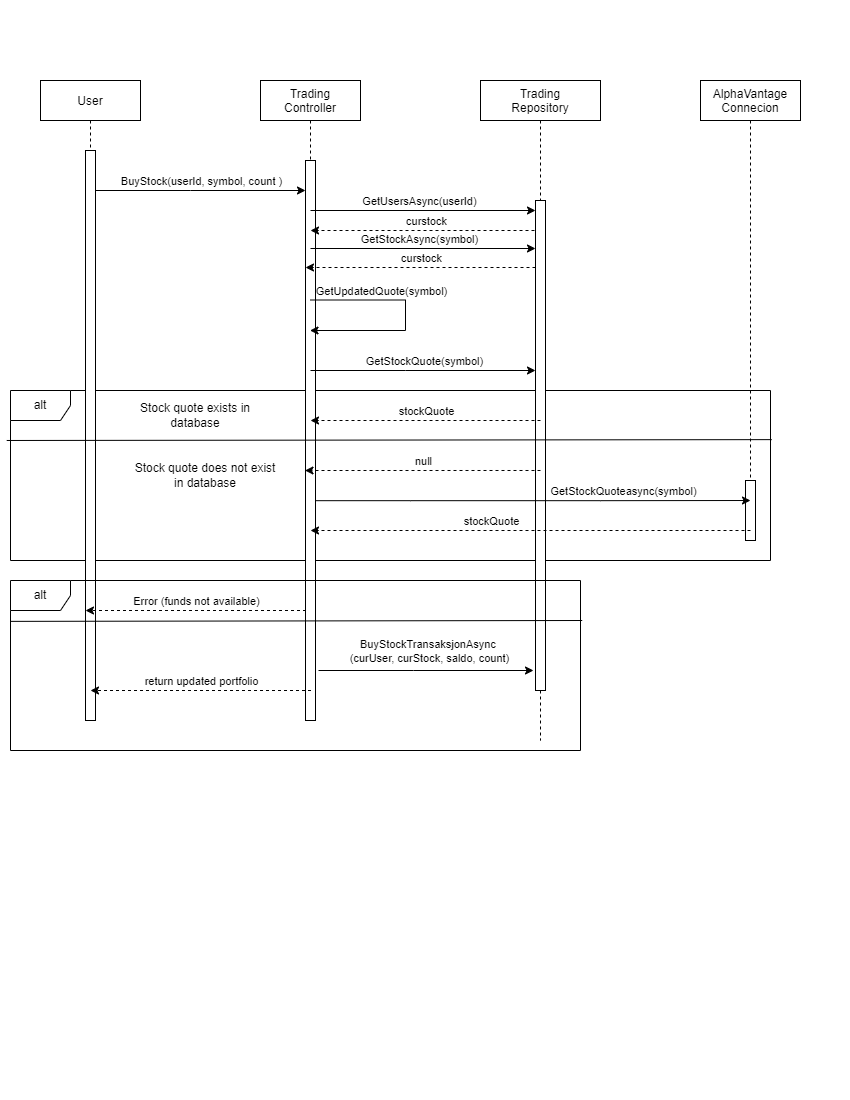 User
Trading
Controller
Trading
Repository
AlphaVantage
Connecion
BuyStock(userId, symbol, count )
GetUsersAsync(userId)
curstock
GetStockAsync(symbol)
curstock
GetUpdatedQuote(symbol)
GetStockQuote(symbol)
alt
Stock quote exists in
database
stockQuote
Stock quote does not exist
in database
null
GetStockQuoteasync(symbol)
stockQuote
alt
Error (funds not available)
BuyStockTransaksjonAsync
(curUser, curStock, saldo, count)
return updated portfolio